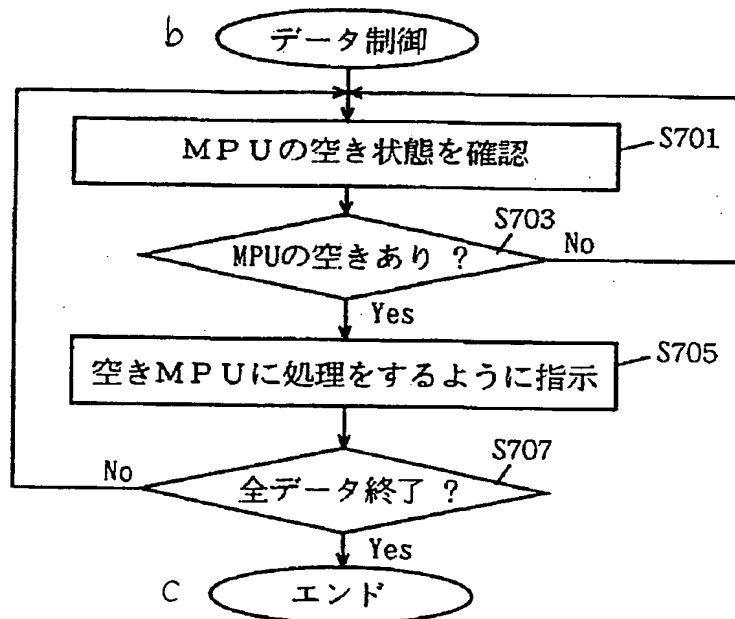 b データ制御
MPUの空き状態を確認 S701
S703
MPUの空きあり ? No
Yes
空きMPUに処理をするように指示 S705
No S707
全データ終了 ?
Yes
c エンド